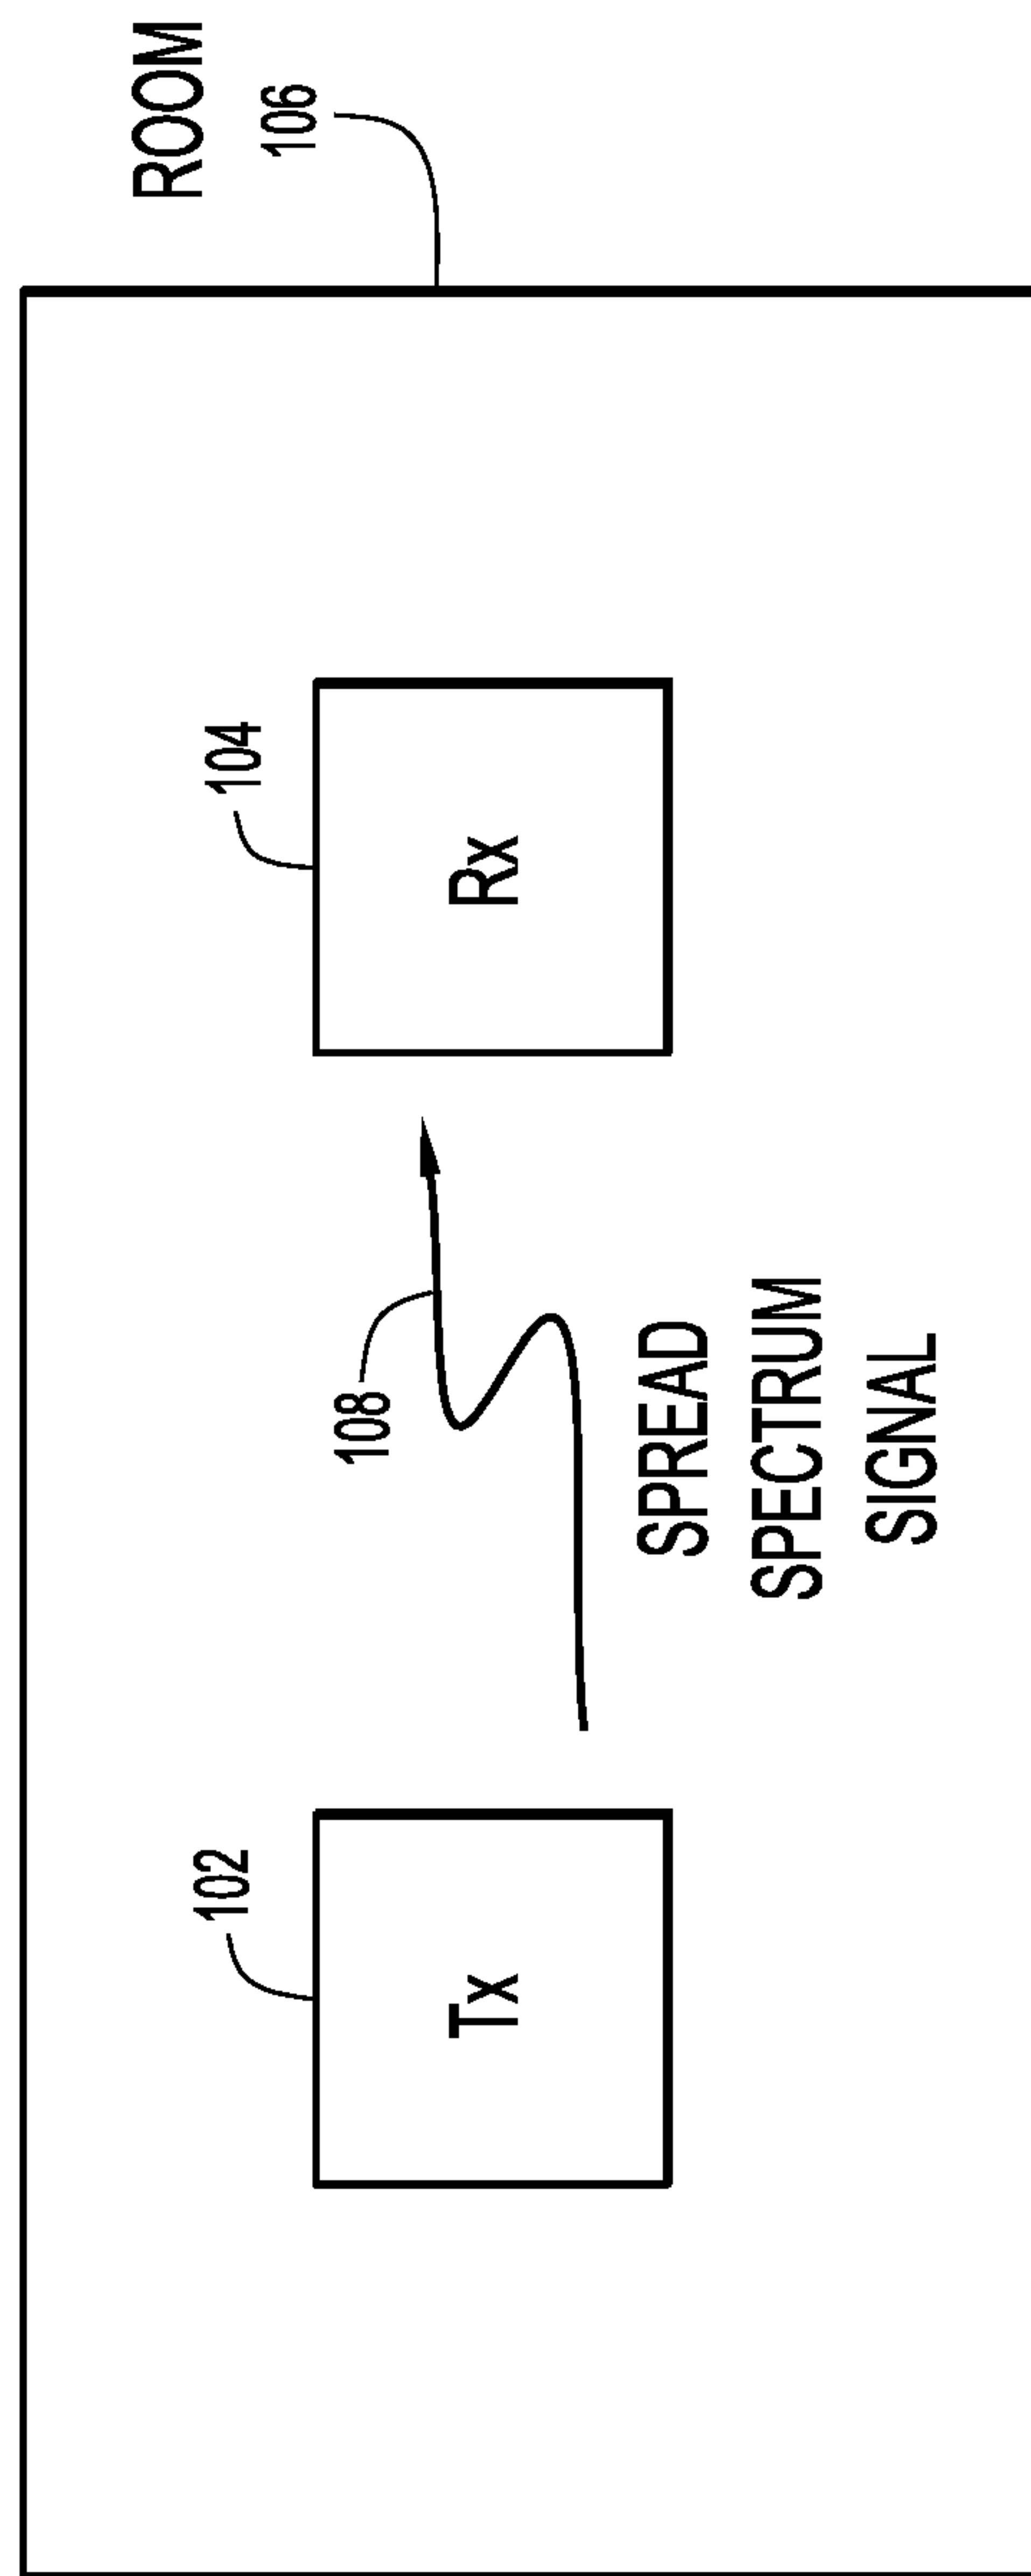 ROOM
106
102
Tx
108
SPREAD
SPECTRUM
SIGNAL
104
Rx